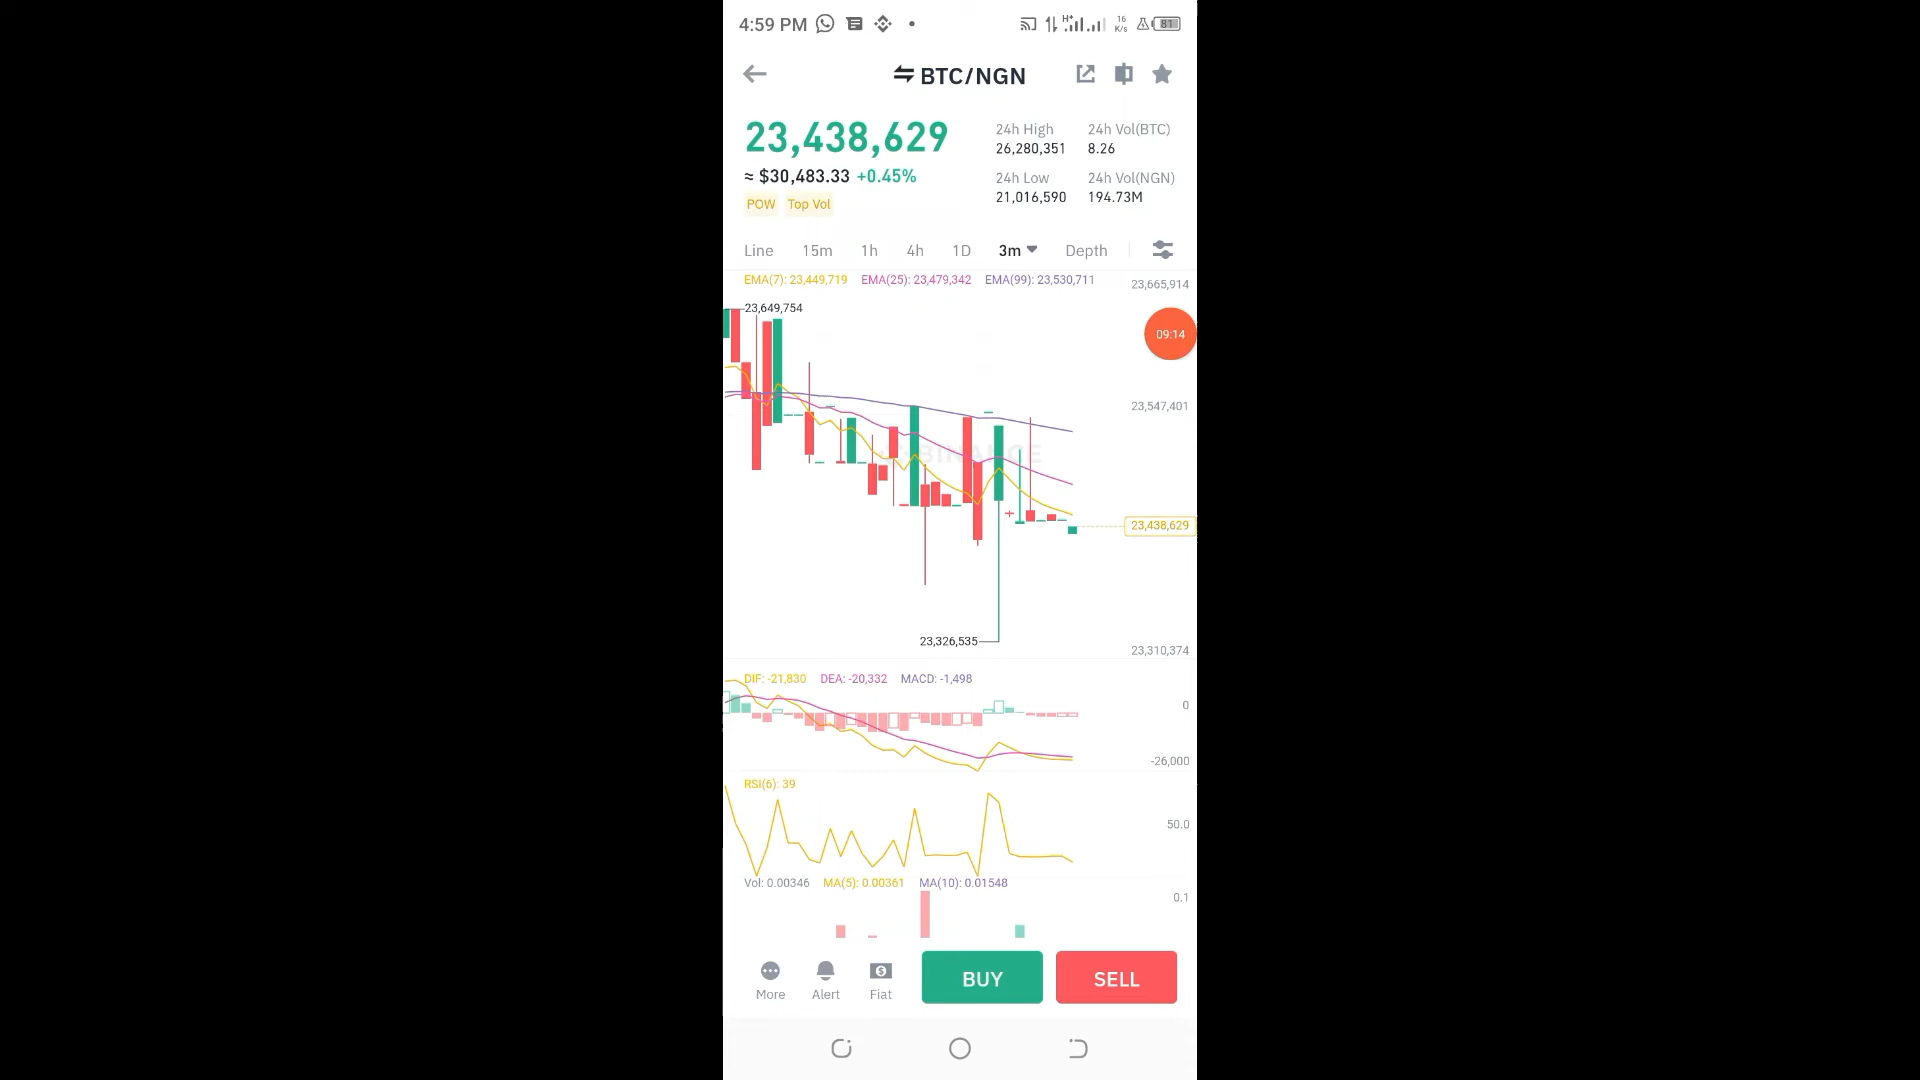 4:59 PM
H+ 16 K/s 81
BTC/NGN
23,438,629
≈ $30,483.33 +0.45%
POW Top Vol
24h High 24h Vol(BTC)
26,280,351 8.26
24h Low 24h Vol(NGN)
21,016,590 194.73M
Line 15m 1h 4h 1D 3m Depth
EMA(7): 23,449,719 EMA(25): 23,479,342 EMA(99): 23,530,711
23,665,914
23,649,754
09:14
23,547,401
BINANCE
23,438,629
23,326,535
23,310,374
DIF: -21,830 DEA: -20,332 MACD: -1,498
0
-26,000
RSI(6): 39
50.0
Vol: 0.00346 MA(5): 0.00361 MA(10): 0.01548
0.1
More Alert Fiat BUY SELL